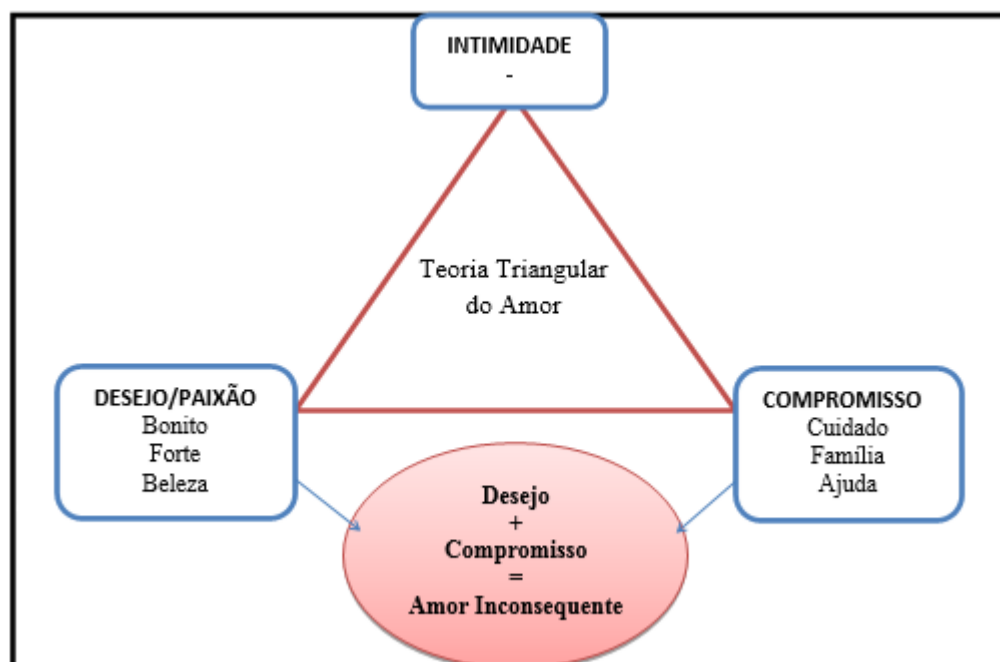 INTIMIDADE
-
Teoria Triangular
do Amor
DESEJO/PAIXÃO
Bonito
Forte
Beleza
COMPROMISSO
Cuidado
Família
Ajuda
Desejo
+
Compromisso
=
Amor Inconsequente